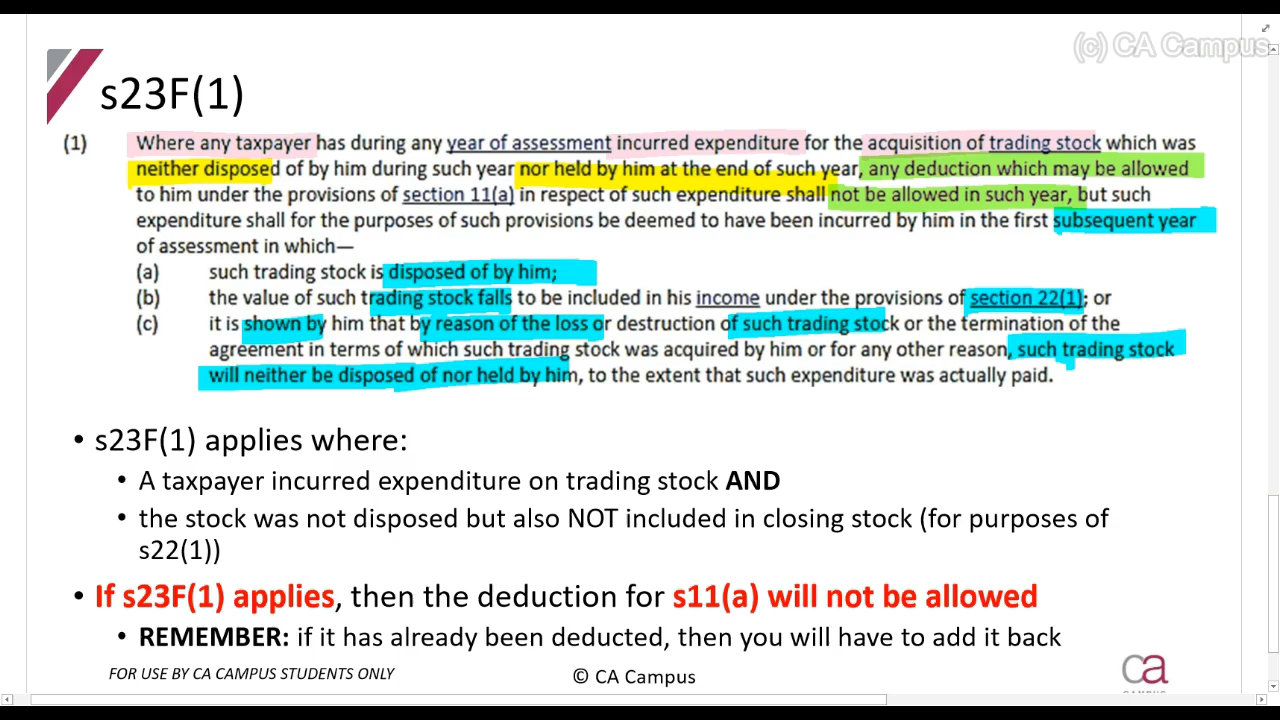 (c) CA Campus
s23F(1)
(1) Where any taxpayer has during any year of assessment incurred expenditure for the acquisition of trading stock which was
neither disposed of by him during such year nor held by him at the end of such year, any deduction which may be allowed
to him under the provisions of section 11(a) in respect of such expenditure shall not be allowed in such year, but such
expenditure shall for the purposes of such provisions be deemed to have been incurred by him in the first subsequent year
of assessment in which—
(a) such trading stock is disposed of by him;
(b) the value of such trading stock falls to be included in his income under the provisions of section 22(1); or
(c) it is shown by him that by reason of the loss or destruction of such trading stock or the termination of the
agreement in terms of which such trading stock was acquired by him or for any other reason, such trading stock
will neither be disposed of nor held by him, to the extent that such expenditure was actually paid.
• s23F(1) applies where:
• A taxpayer incurred expenditure on trading stock AND
• the stock was not disposed but also NOT included in closing stock (for purposes of
s22(1))
• If s23F(1) applies, then the deduction for s11(a) will not be allowed
• REMEMBER: if it has already been deducted, then you will have to add it back
FOR USE BY CA CAMPUS STUDENTS ONLY
© CA Campus
ca
CAMPUS